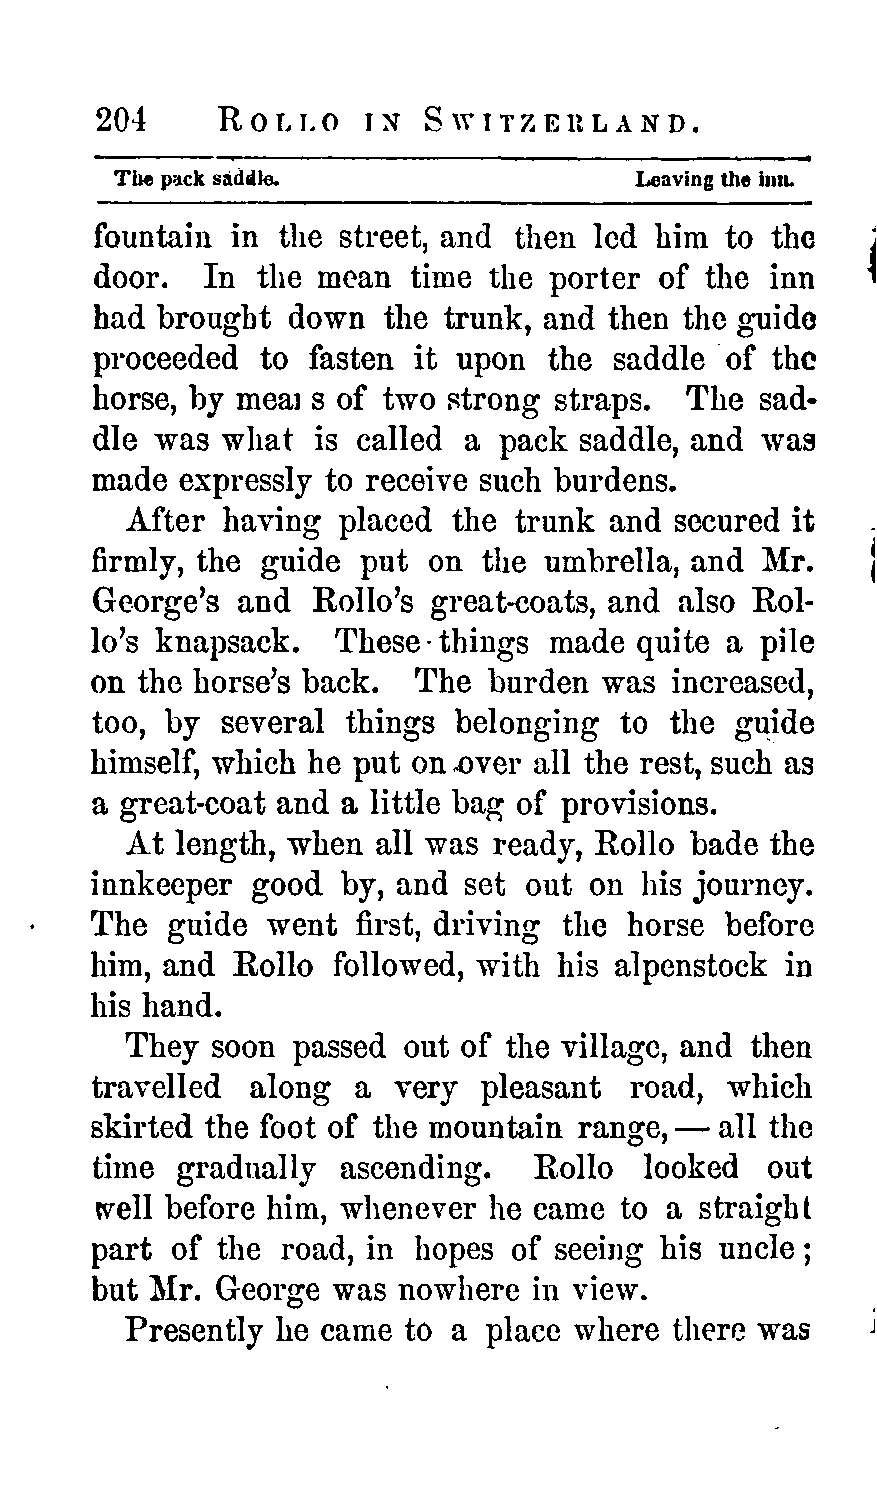 204 ROLLO IN SWITZERLAND.
The pack saddle. Leaving the inn.
fountain in the street, and then led him to the
door. In the mean time the porter of the inn
had brought down the trunk, and then the guide
proceeded to fasten it upon the saddle of the
horse, by means of two strong straps. The sad-
dle was what is called a pack saddle, and was
made expressly to receive such burdens.
After having placed the trunk and secured it
firmly, the guide put on the umbrella, and Mr.
George's and Rollo's great-coats, and also Rol-
lo's knapsack. These things made quite a pile
on the horse's back. The burden was increased,
too, by several things belonging to the guide
himself, which he put on over all the rest, such as
a great-coat and a little bag of provisions.
At length, when all was ready, Rollo bade the
innkeeper good by, and set out on his journey.
The guide went first, driving the horse before
him, and Rollo followed, with his alpenstock in
his hand.
They soon passed out of the village, and then
travelled along a very pleasant road, which
skirted the foot of the mountain range, — all the
time gradually ascending. Rollo looked out
well before him, whenever he came to a straight
part of the road, in hopes of seeing his uncle;
but Mr. George was nowhere in view.
Presently he came to a place where there was